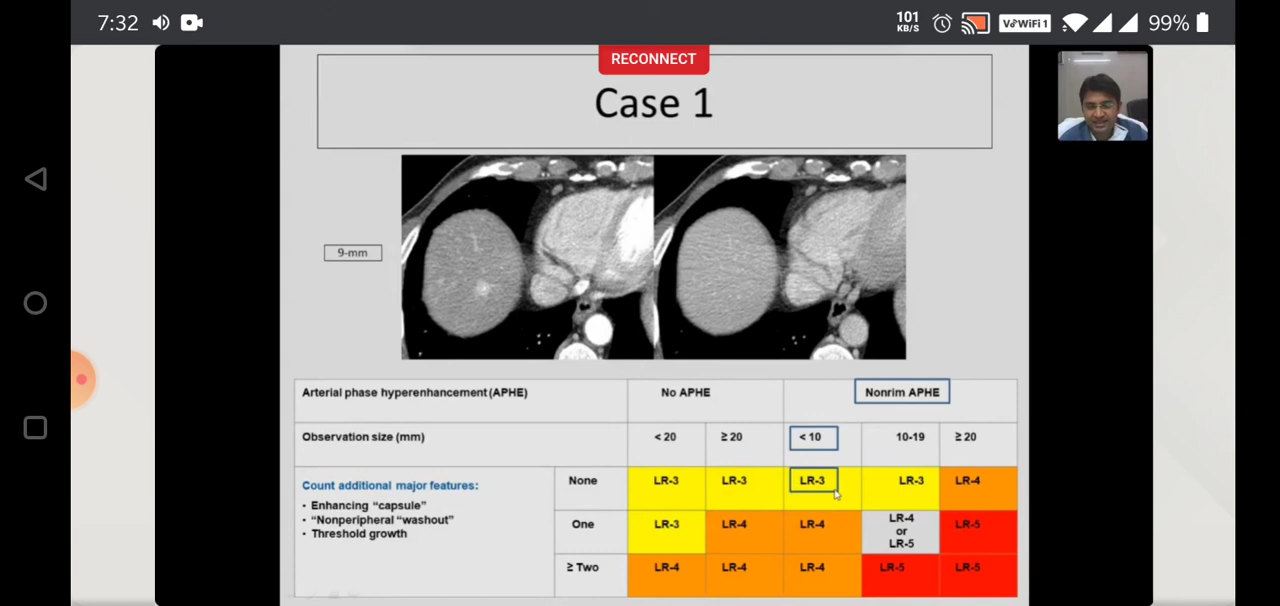 7:32
101
KB/S
VoWiFi 1
99%
RECONNECT
Case 1
9-mm
Arterial phase hyperenhancement (APHE) No APHE Nonrim APHE
Observation size (mm) < 20 ≥ 20 < 10 10-19 ≥ 20
Count additional major features:
• Enhancing “capsule”
• “Nonperipheral “washout”
• Threshold growth
None LR-3 LR-3 LR-3 LR-3 LR-4
One LR-3 LR-4 LR-4 LR-4 or LR-5 LR-5
≥ Two LR-4 LR-4 LR-4 LR-5 LR-5